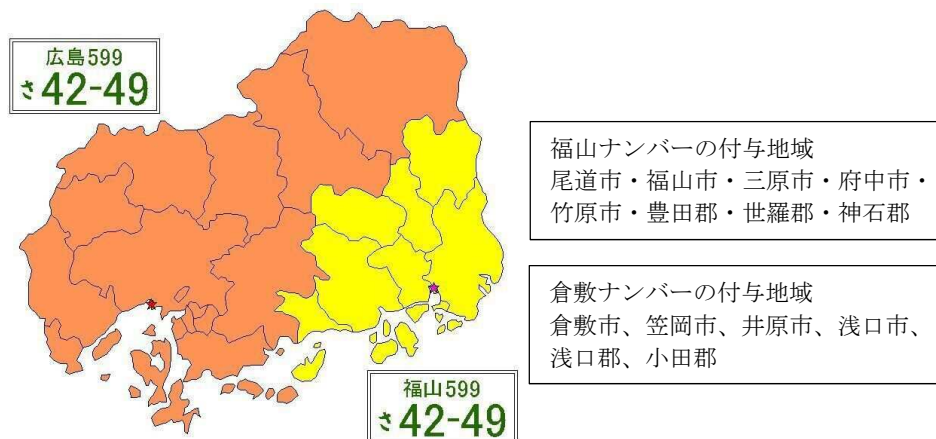 広島599
さ42-49
福山ナンバーの付与地域
尾道市・福山市・三原市・府中市・
竹原市・豊田郡・世羅郡・神石郡
倉敷ナンバーの付与地域
倉敷市、笠岡市、井原市、浅口市、
浅口郡、小田郡
福山599
さ42-49